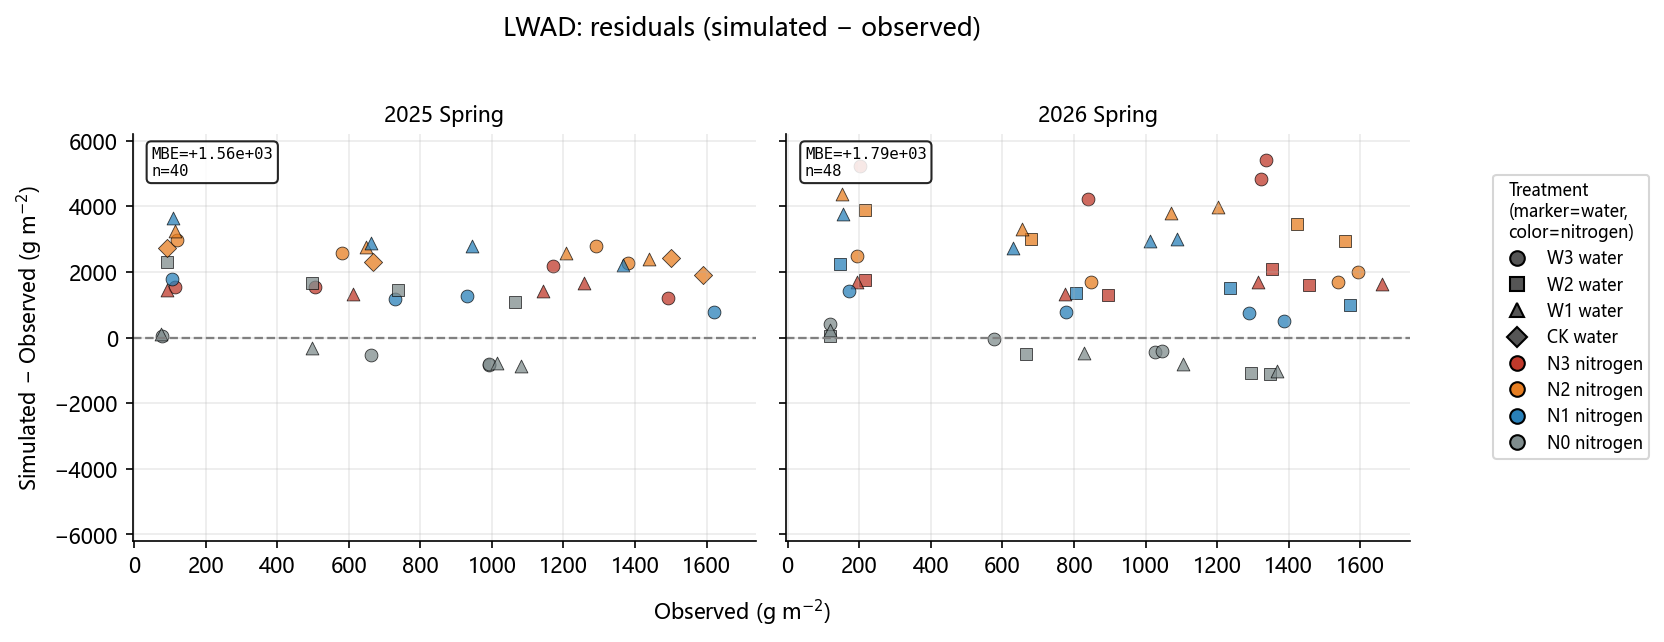 LWAD: residuals (simulated − observed)
2025 Spring
2026 Spring
MBE=+1.56e+03
n=40
MBE=+1.79e+03
n=48
6000
4000
2000
0
−2000
−4000
−6000
Simulated − Observed (g m⁻²)
0 200 400 600 800 1000 1200 1400 1600
0 200 400 600 800 1000 1200 1400 1600
Observed (g m⁻²)
Treatment
(marker=water,
color=nitrogen)
W3 water
W2 water
W1 water
CK water
N3 nitrogen
N2 nitrogen
N1 nitrogen
N0 nitrogen